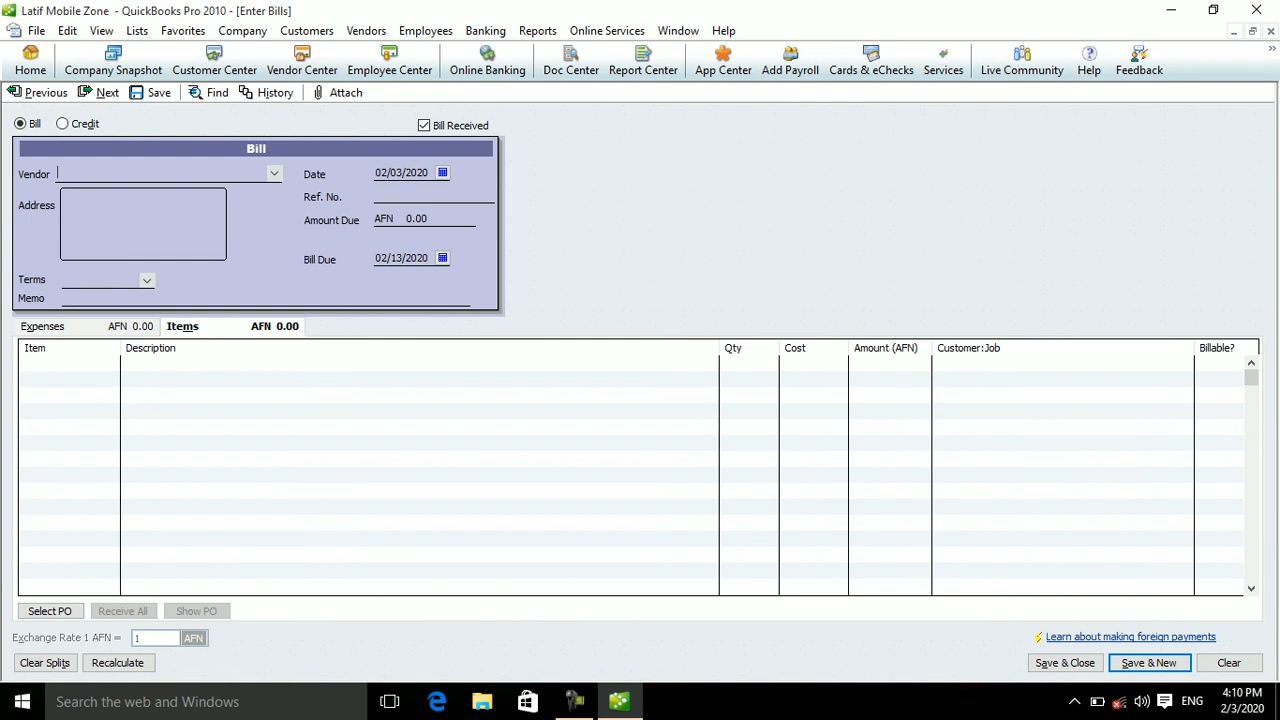 Latif Mobile Zone - QuickBooks Pro 2010 - [Enter Bills]
File Edit View Lists Favorites Company Customers Vendors Employees Banking Reports Online Services Window Help
Home Company Snapshot Customer Center Vendor Center Employee Center Online Banking Doc Center Report Center App Center Add Payroll Cards & eChecks Services Live Community Help Feedback
Previous Next Save Find History Attach
Bill Credit Bill Received
Bill
Vendor Date 02/03/2020
Address Ref. No.
Amount Due AFN 0.00
Bill Due 02/13/2020
Terms
Memo
Expenses AFN 0.00 Items AFN 0.00
Item Description Qty Cost Amount (AFN) Customer:Job Billable?
Select PO Receive All Show PO
Exchange Rate 1 AFN = 1 AFN Learn about making foreign payments
Clear Splits Recalculate Save & Close Save & New Clear
Search the web and Windows ENG 4:10 PM
2/3/2020